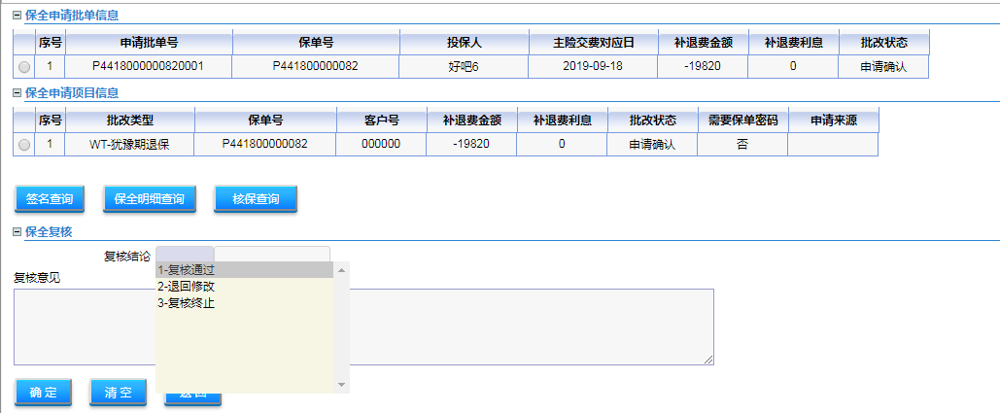 保全申请批单信息
序号 申请批单号 保单号 投保人 主险交费对应日 补退费金额 补退费利息 批改状态
1 P4418000000820001 P441800000082 好吧6 2019-09-18 -19820 0 申请确认
保全申请项目信息
序号 批改类型 保单号 客户号 补退费金额 补退费利息 批改状态 需要保单密码 申请来源
1 WT-犹豫期退保 P441800000082 000000 -19820 0 申请确认 否
签名查询 保全明细查询 核保查询
保全复核
复核结论
1-复核通过
复核意见
2-退回修改
3-复核终止
确 定 清 空 返 回